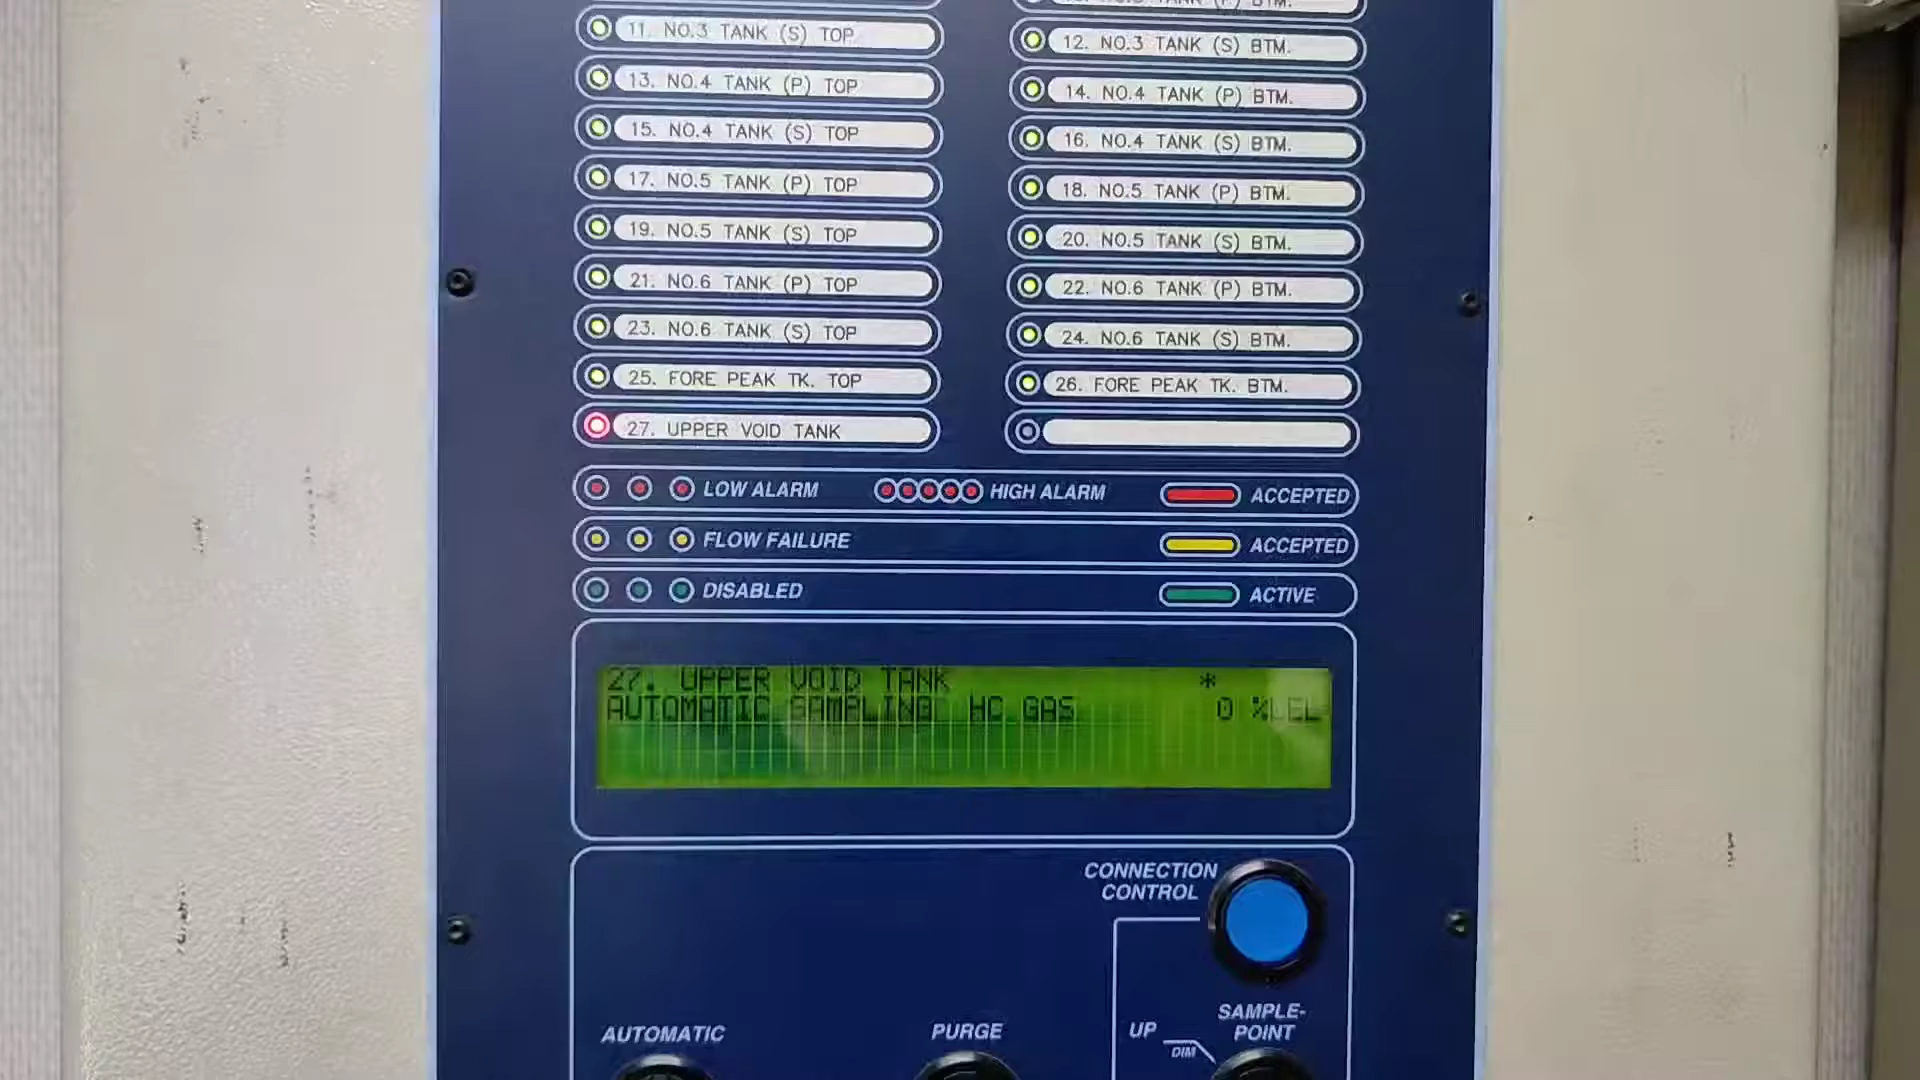 11. NO.3 TANK (S) TOP
12. NO.3 TANK (S) BTM.
13. NO.4 TANK (P) TOP
14. NO.4 TANK (P) BTM.
15. NO.4 TANK (S) TOP
16. NO.4 TANK (S) BTM.
17. NO.5 TANK (P) TOP
18. NO.5 TANK (P) BTM.
19. NO.5 TANK (S) TOP
20. NO.5 TANK (S) BTM.
21. NO.6 TANK (P) TOP
22. NO.6 TANK (P) BTM.
23. NO.6 TANK (S) TOP
24. NO.6 TANK (S) BTM.
25. FORE PEAK TK. TOP
26. FORE PEAK TK. BTM.
27. UPPER VOID TANK
LOW ALARM HIGH ALARM ACCEPTED
FLOW FAILURE ACCEPTED
DISABLED ACTIVE
27. UPPER VOID TANK *
AUTOMATIC SAMPLING HC GAS 0 %LEL
CONNECTION
CONTROL
AUTOMATIC
PURGE
UP
DIM
SAMPLE-
POINT